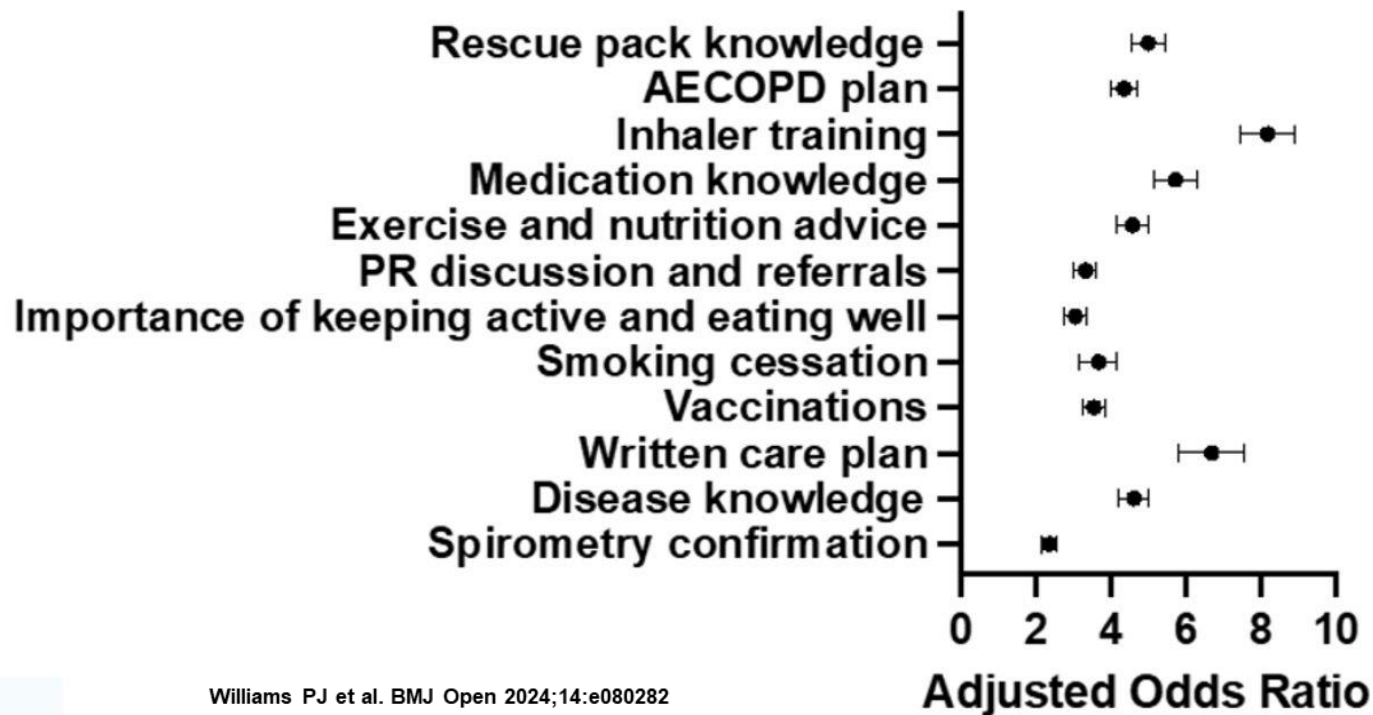 Rescue pack knowledge
AECOPD plan
Inhaler training
Medication knowledge
Exercise and nutrition advice
PR discussion and referrals
Importance of keeping active and eating well
Smoking cessation
Vaccinations
Written care plan
Disease knowledge
Spirometry confirmation
0 2 4 6 8 10
Adjusted Odds Ratio
Williams PJ et al. BMJ Open 2024;14:e080282